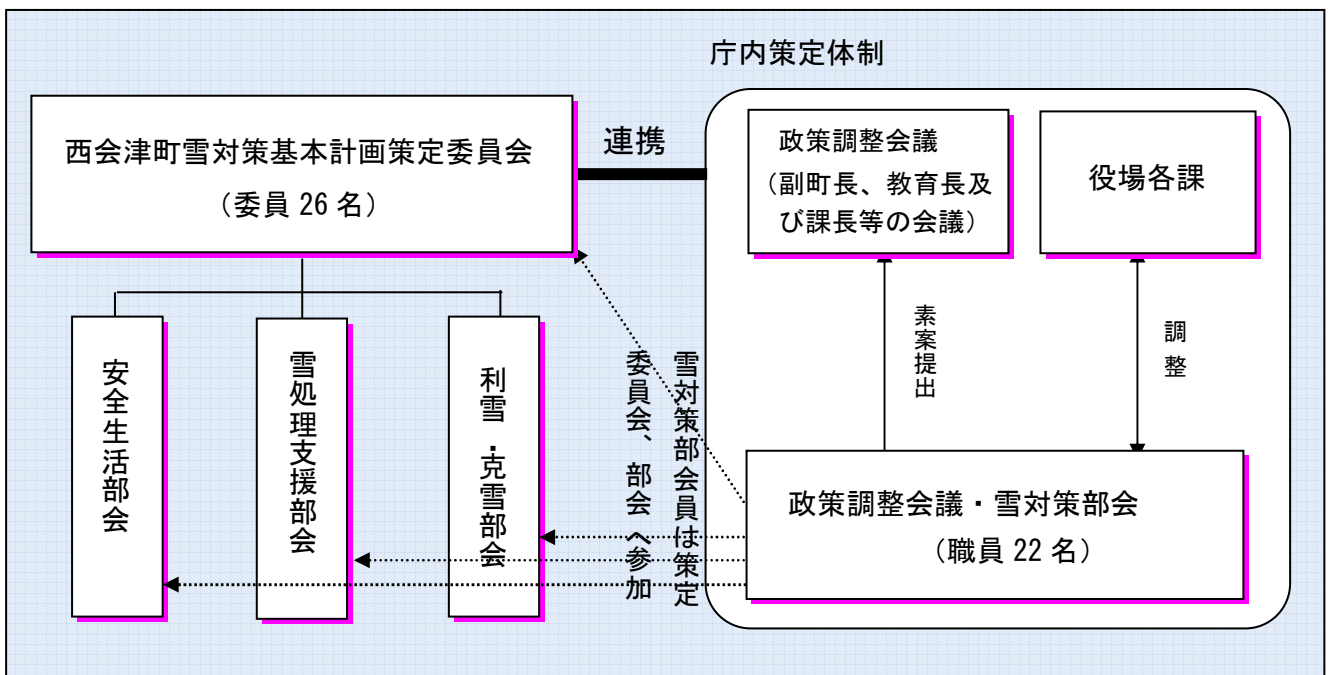 庁内策定体制
西会津町雪対策基本計画策定委員会
（委員 26 名）
連携
政策調整会議
（副町長、教育長及
び課長等の会議）
役場各課
素案提出
調整
安全生活部会
雪処理支援部会
利雪・克雪部会
雪対策部会員は策定
委員会、部会へ参加
政策調整会議・雪対策部会
（職員 22 名）